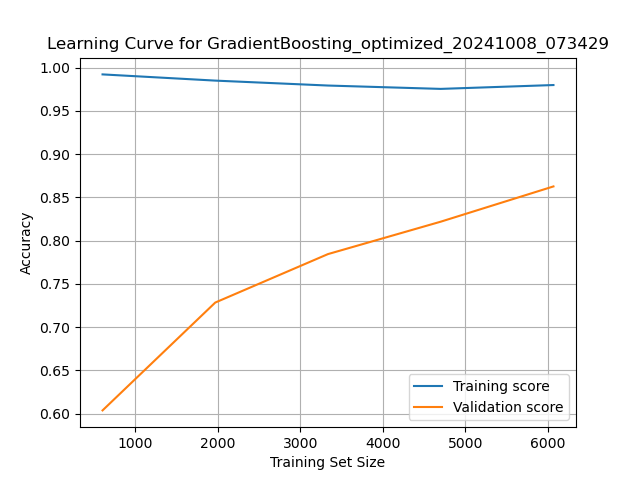 Learning Curve for GradientBoosting_optimized_20241008_073429
1.00
0.95
0.90
0.85
0.80
0.75
0.70
0.65
0.60
Accuracy
Training score
Validation score
1000 2000 3000 4000 5000 6000
Training Set Size